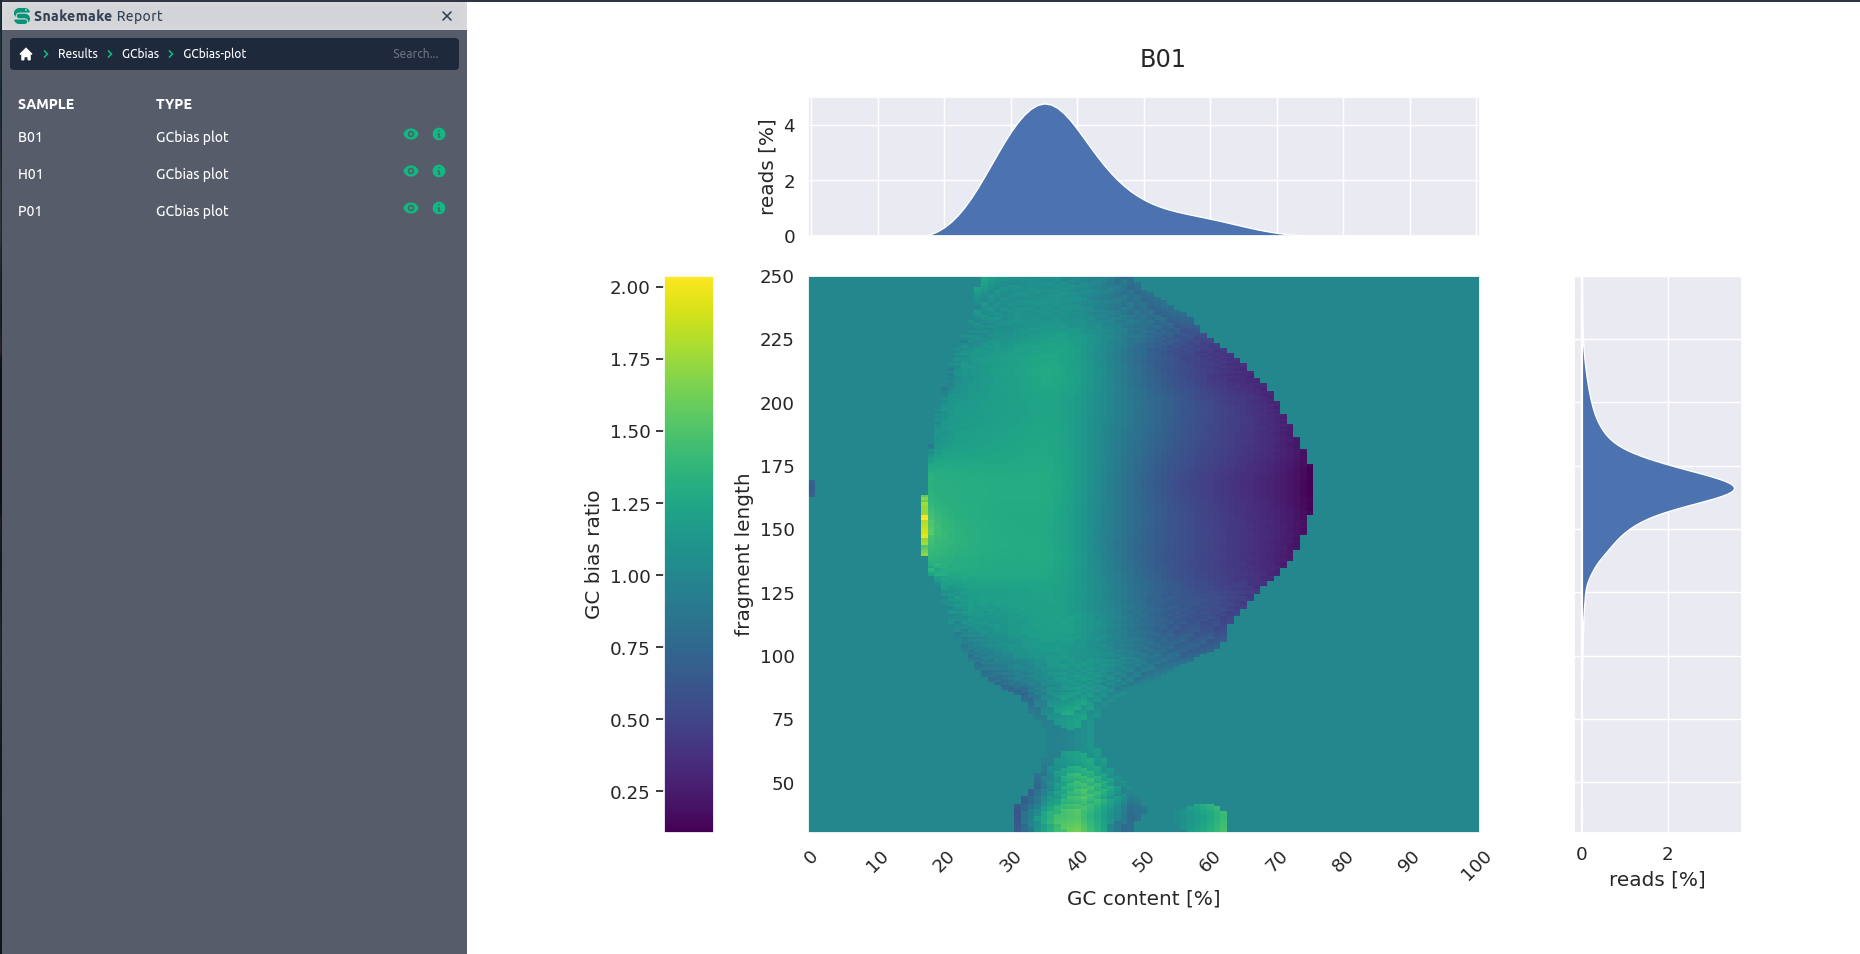 Snakemake Report ×
Results > GCbias > GCbias-plot Search...
SAMPLE TYPE
B01 GCbias plot
H01 GCbias plot
P01 GCbias plot
B01
reads [%]
4
2
0
GC bias ratio
2.00
1.75
1.50
1.25
1.00
0.75
0.50
0.25
fragment length
250
225
200
175
150
125
100
75
50
0 10 20 30 40 50 60 70 80 90 100
GC content [%]
0 2
reads [%]